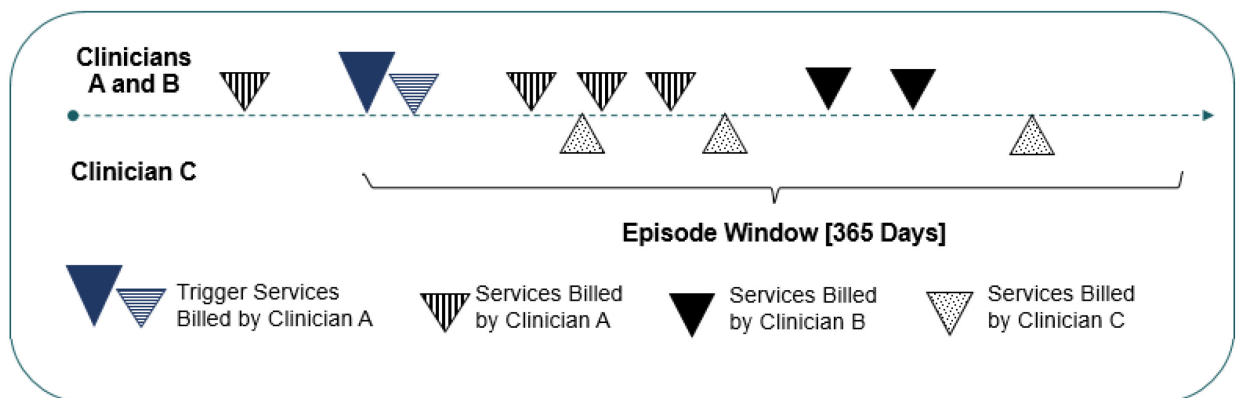 Clinicians
A and B
Clinician C
Episode Window [365 Days]
Trigger Services
Billed by Clinician A
Services Billed
by Clinician A
Services Billed
by Clinician B
Services Billed
by Clinician C